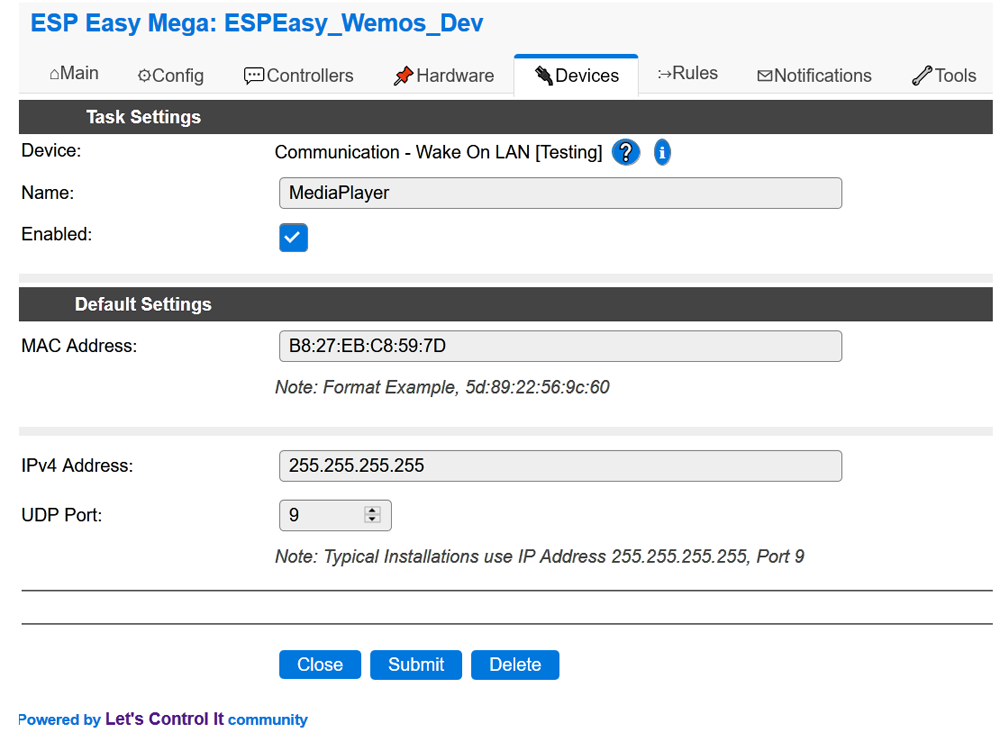 ESP Easy Mega: ESPEasy_Wemos_Dev
Main Config Controllers Hardware Devices Rules Notifications Tools
Task Settings
Device: Communication - Wake On LAN [Testing] ? i
Name: MediaPlayer
Enabled:
Default Settings
MAC Address: B8:27:EB:C8:59:7D
Note: Format Example, 5d:89:22:56:9c:60
IPv4 Address: 255.255.255.255
UDP Port: 9
Note: Typical Installations use IP Address 255.255.255.255, Port 9
Close Submit Delete
Powered by Let's Control It community